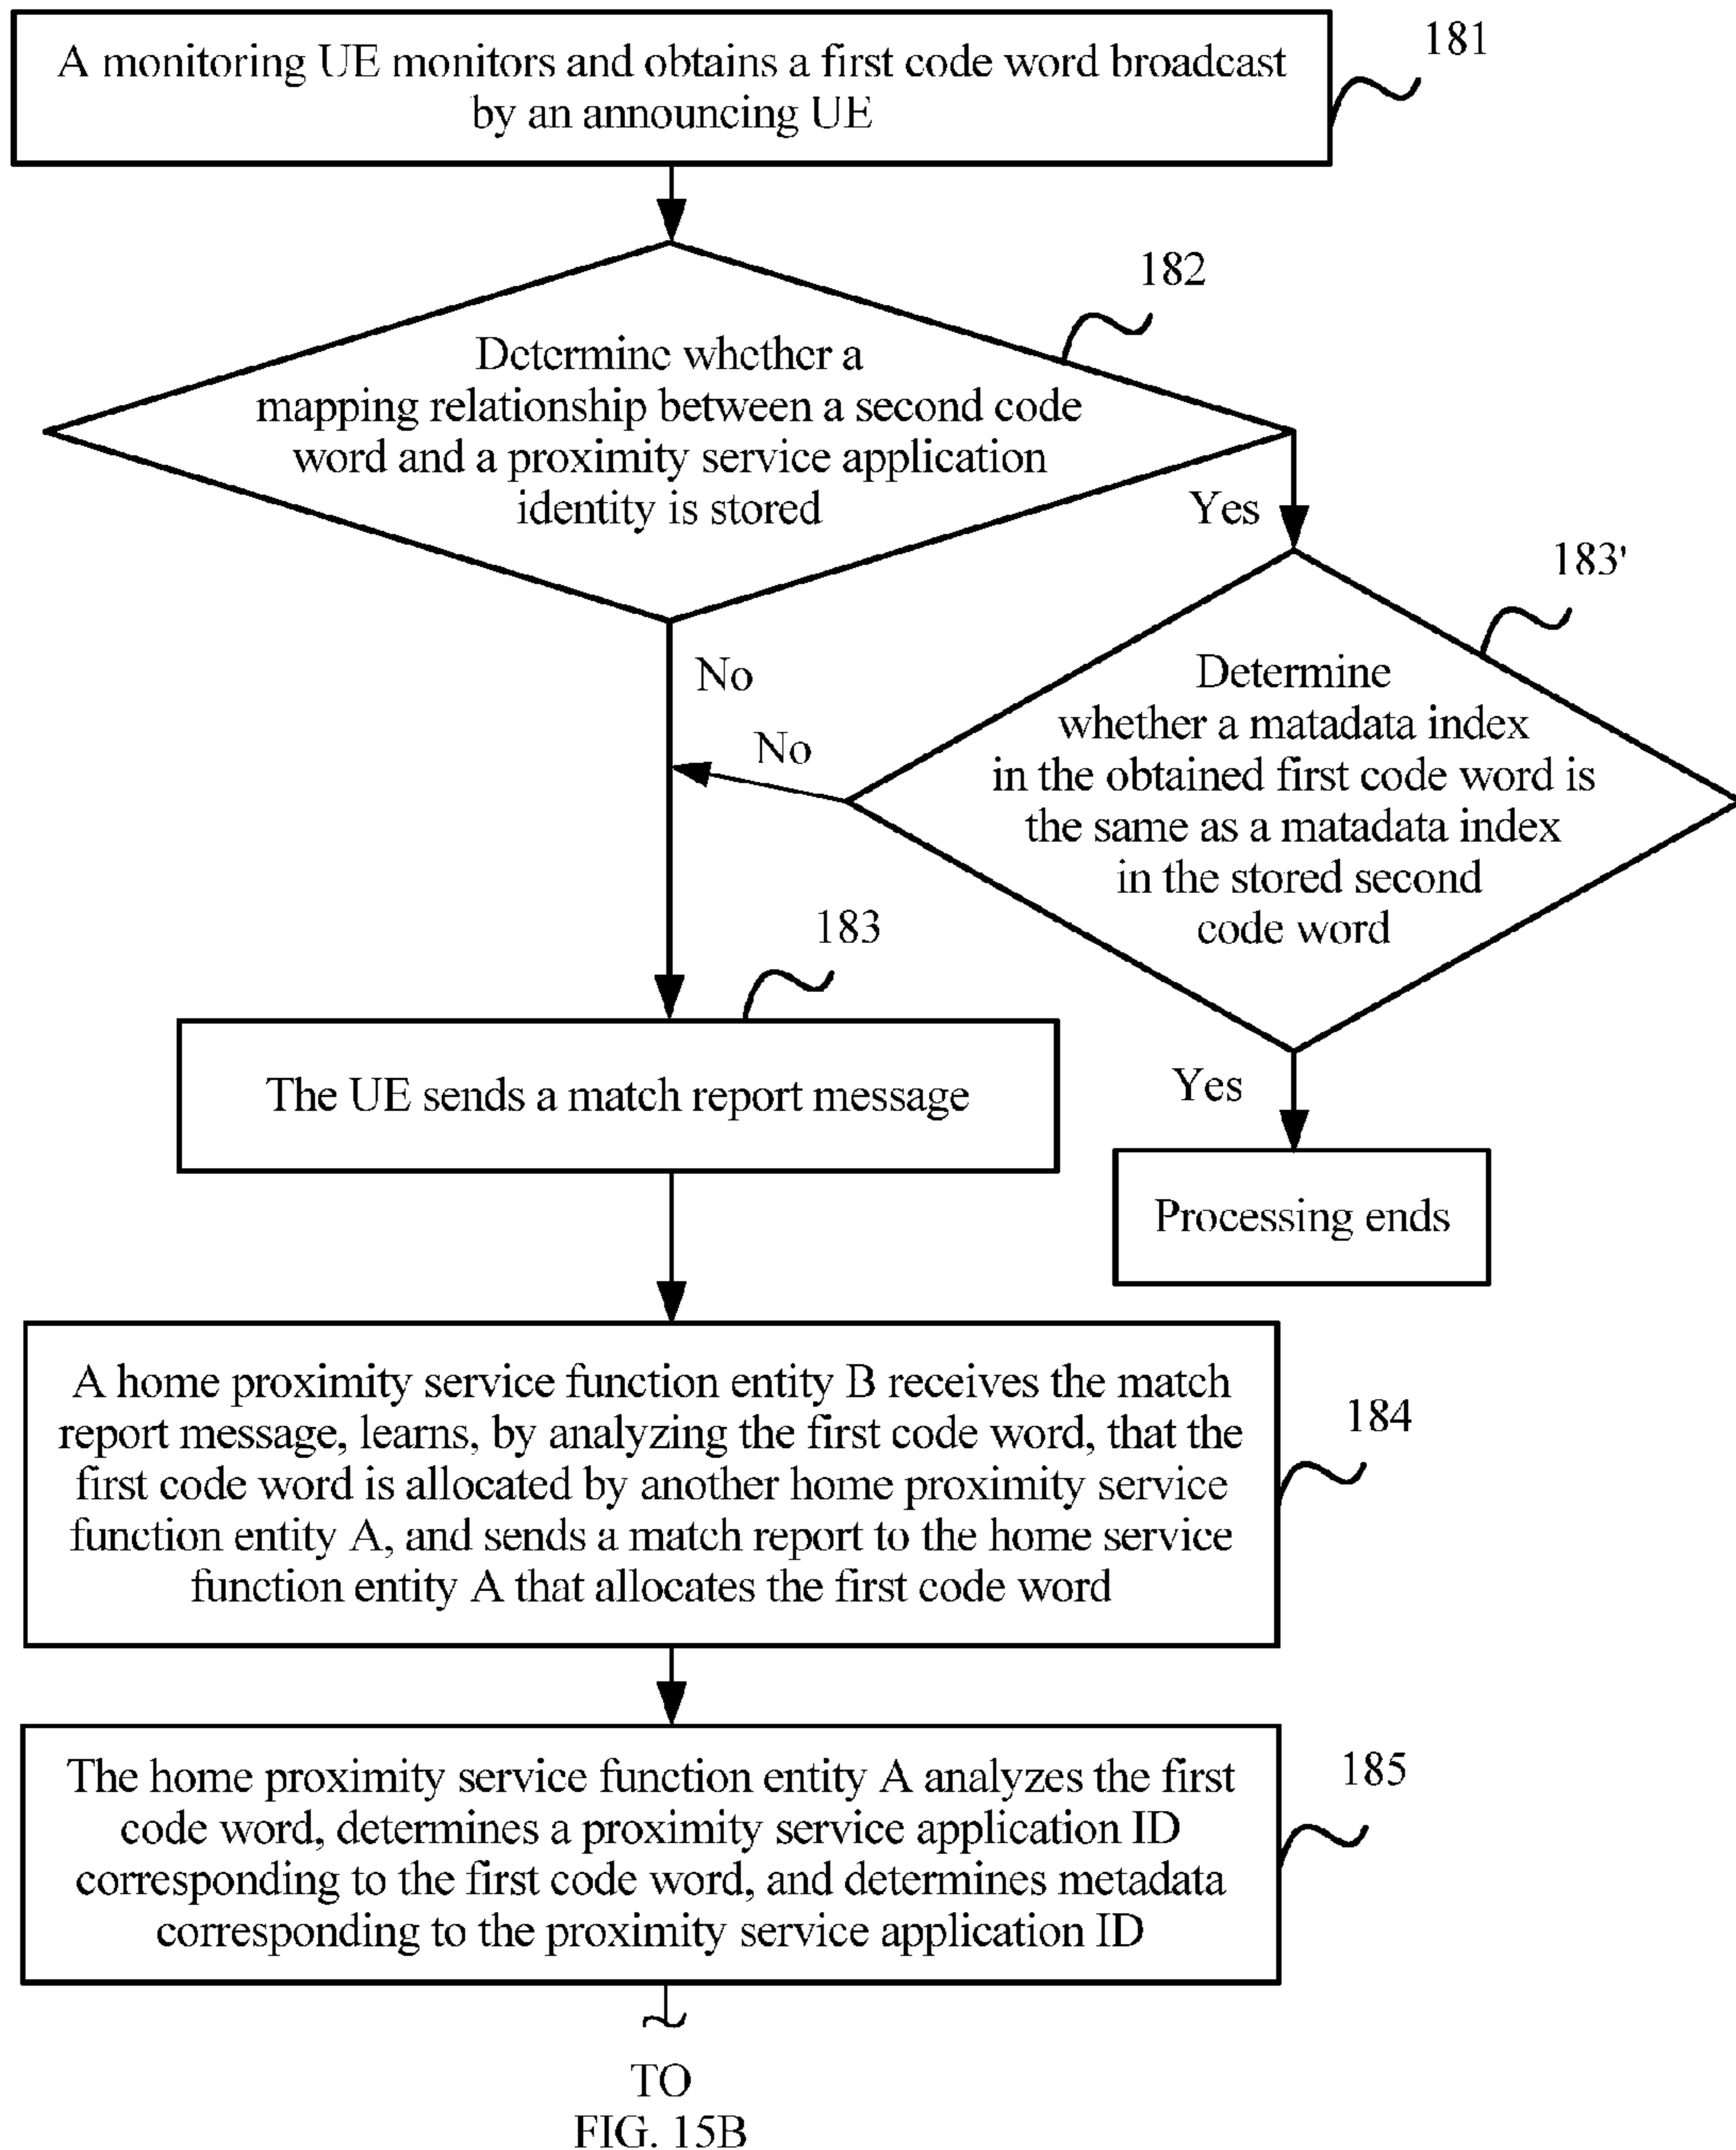 A monitoring UE monitors and obtains a first code word broadcast
by an announcing UE
181
182
Determine whether a
mapping relationship between a second code
word and a proximity service application
identity is stored
Yes
183'
No
No
Determine
whether a matadata index
in the obtained first code word is
the same as a matadata index
in the stored second
code word
183
The UE sends a match report message
Yes
Processing ends
A home proximity service function entity B receives the match
report message, learns, by analyzing the first code word, that the
first code word is allocated by another home proximity service
function entity A, and sends a match report to the home service
function entity A that allocates the first code word
184
The home proximity service function entity A analyzes the first
code word, determines a proximity service application ID
corresponding to the first code word, and determines metadata
corresponding to the proximity service application ID
185
TO
FIG. 15B